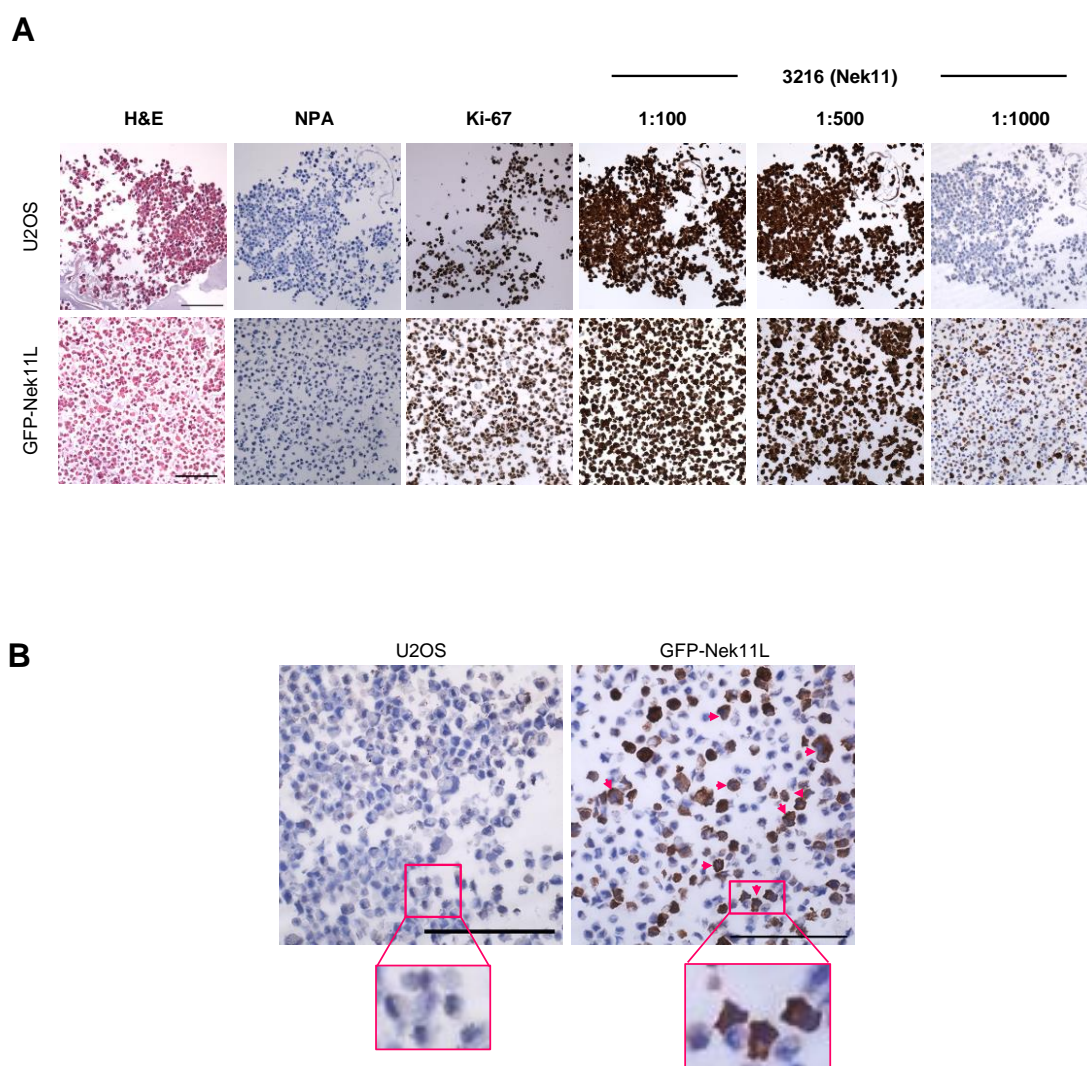 A
3216 (Nek11)
H&E NPA Ki-67 1:100 1:500 1:1000
U2OS
GFP-Nek11L
B
U2OS GFP-Nek11L